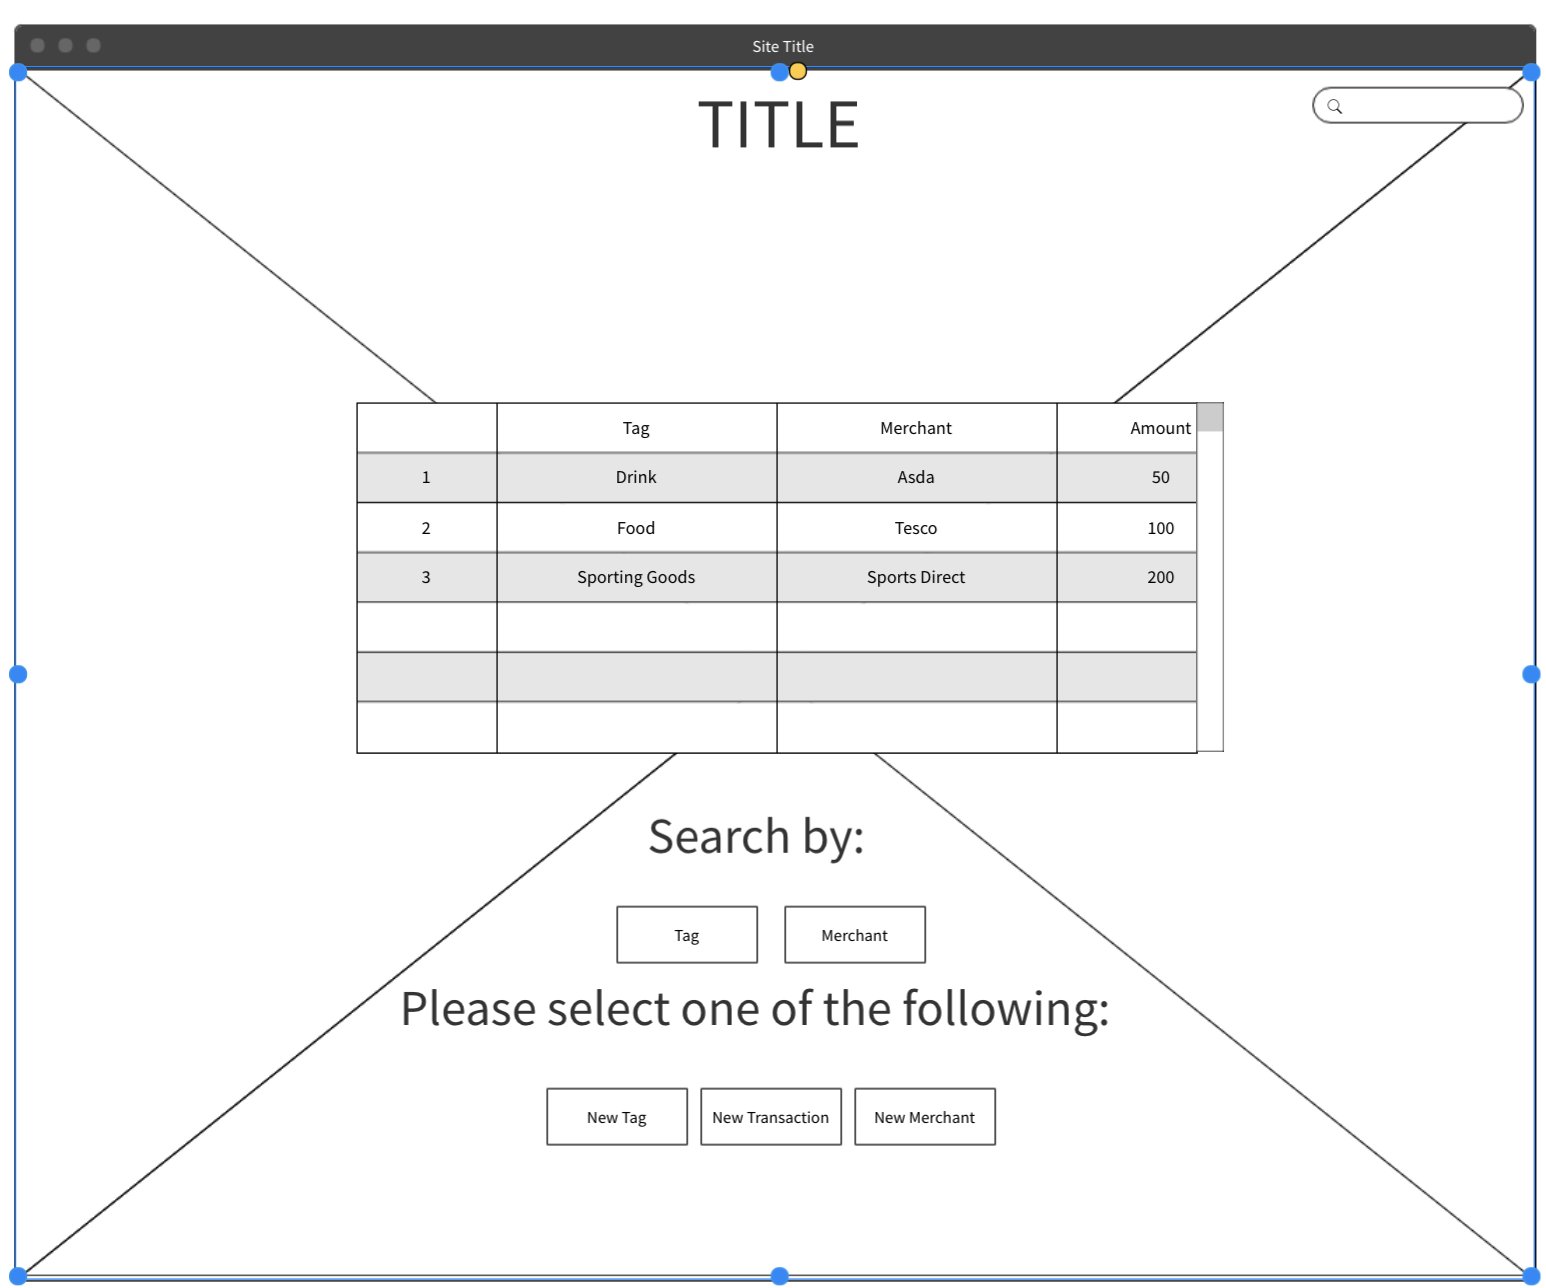 Site Title
TITLE
Tag Merchant Amount
1 Drink Asda 50
2 Food Tesco 100
3 Sporting Goods Sports Direct 200
Search by:
Tag Merchant
Please select one of the following:
New Tag New Transaction New Merchant